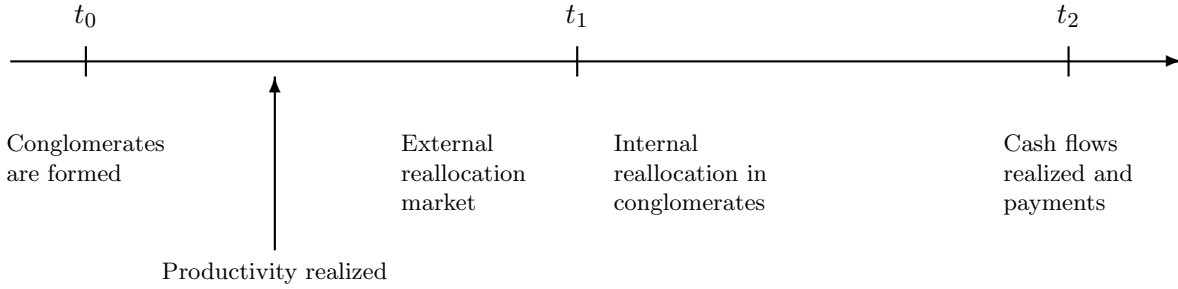 t0 t1 t2
Conglomerates
are formed
External
reallocation
market
Internal
reallocation in
conglomerates
Cash flows
realized and
payments
Productivity realized